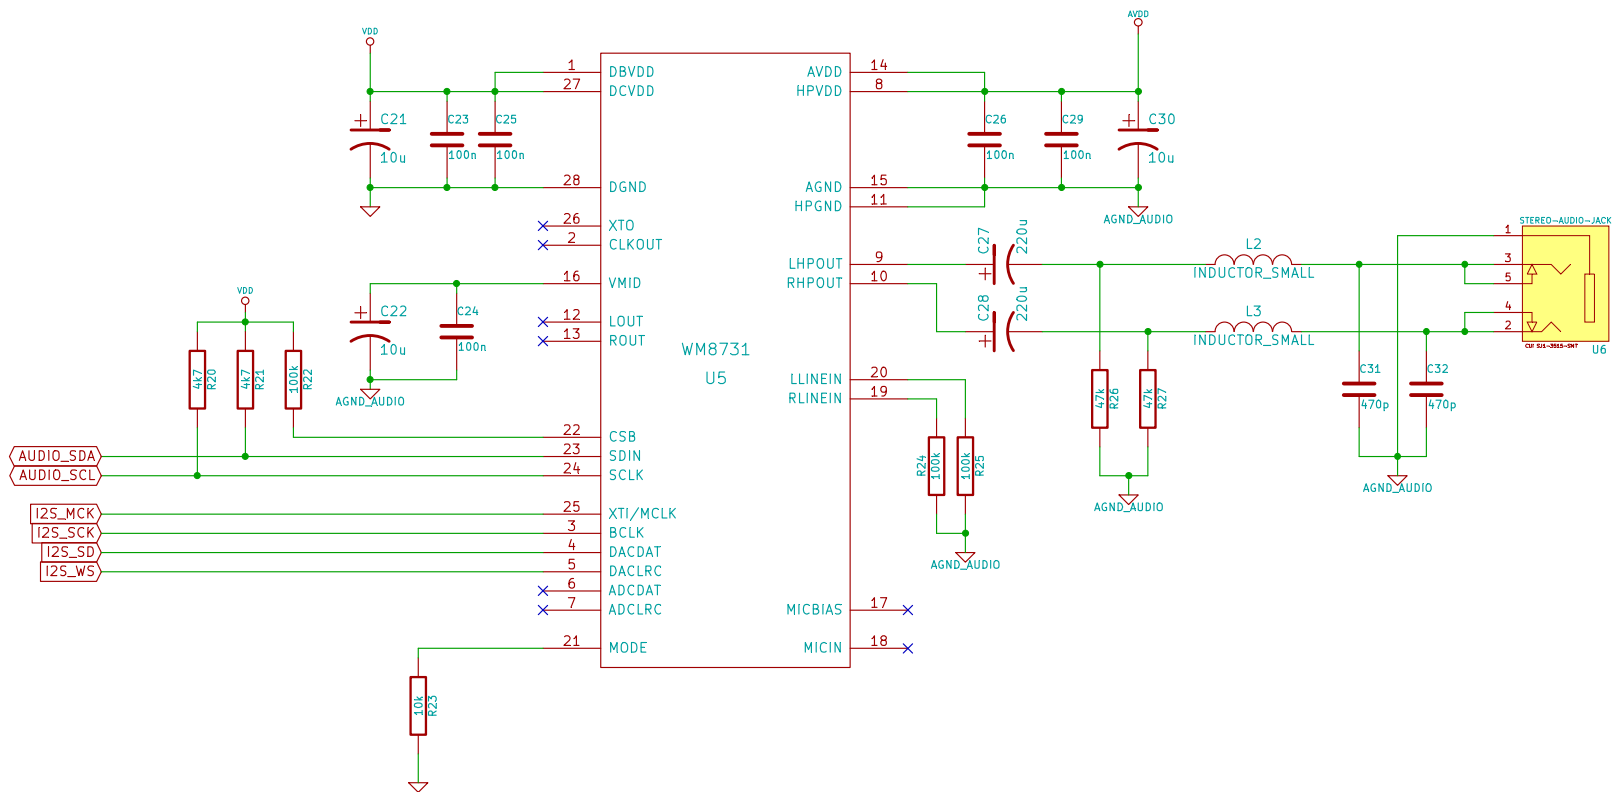 VDD
AVDD
1
DBVDD
AVDD
14
27
DCVDD
HPVDD
8
C21
10u
C23
100n
C25
100n
C26
100n
C29
100n
C30
10u
28
DGND
AGND
15
HPGND
11
AGND_AUDIO
26
XTO
2
CLKOUT
16
VMID
LHPOUT
9
RHPOUT
10
C27
220u
C28
220u
L2
INDUCTOR_SMALL
L3
INDUCTOR_SMALL
STEREO-AUDIO-JACK
1
3
5
4
2
CUI SJ1-3515-SMT
U6
VDD
C22
10u
C24
100n
AGND_AUDIO
12
LOUT
13
ROUT
WM8731
U5
4k7
R20
4k7
R21
100k
R22
LLINEIN
20
RLINEIN
19
47k
R26
47k
R27
C31
470p
C32
470p
AGND_AUDIO
AGND_AUDIO
R24
100k
100k
R25
AGND_AUDIO
22
CSB
AUDIO_SDA
23
SDIN
AUDIO_SCL
24
SCLK
I2S_MCK
25
XTI/MCLK
I2S_SCK
3
BCLK
I2S_SD
4
DACDAT
I2S_WS
5
DACLRC
6
ADCDAT
7
ADCLRC
MICBIAS
17
21
MODE
MICIN
18
10k
R23